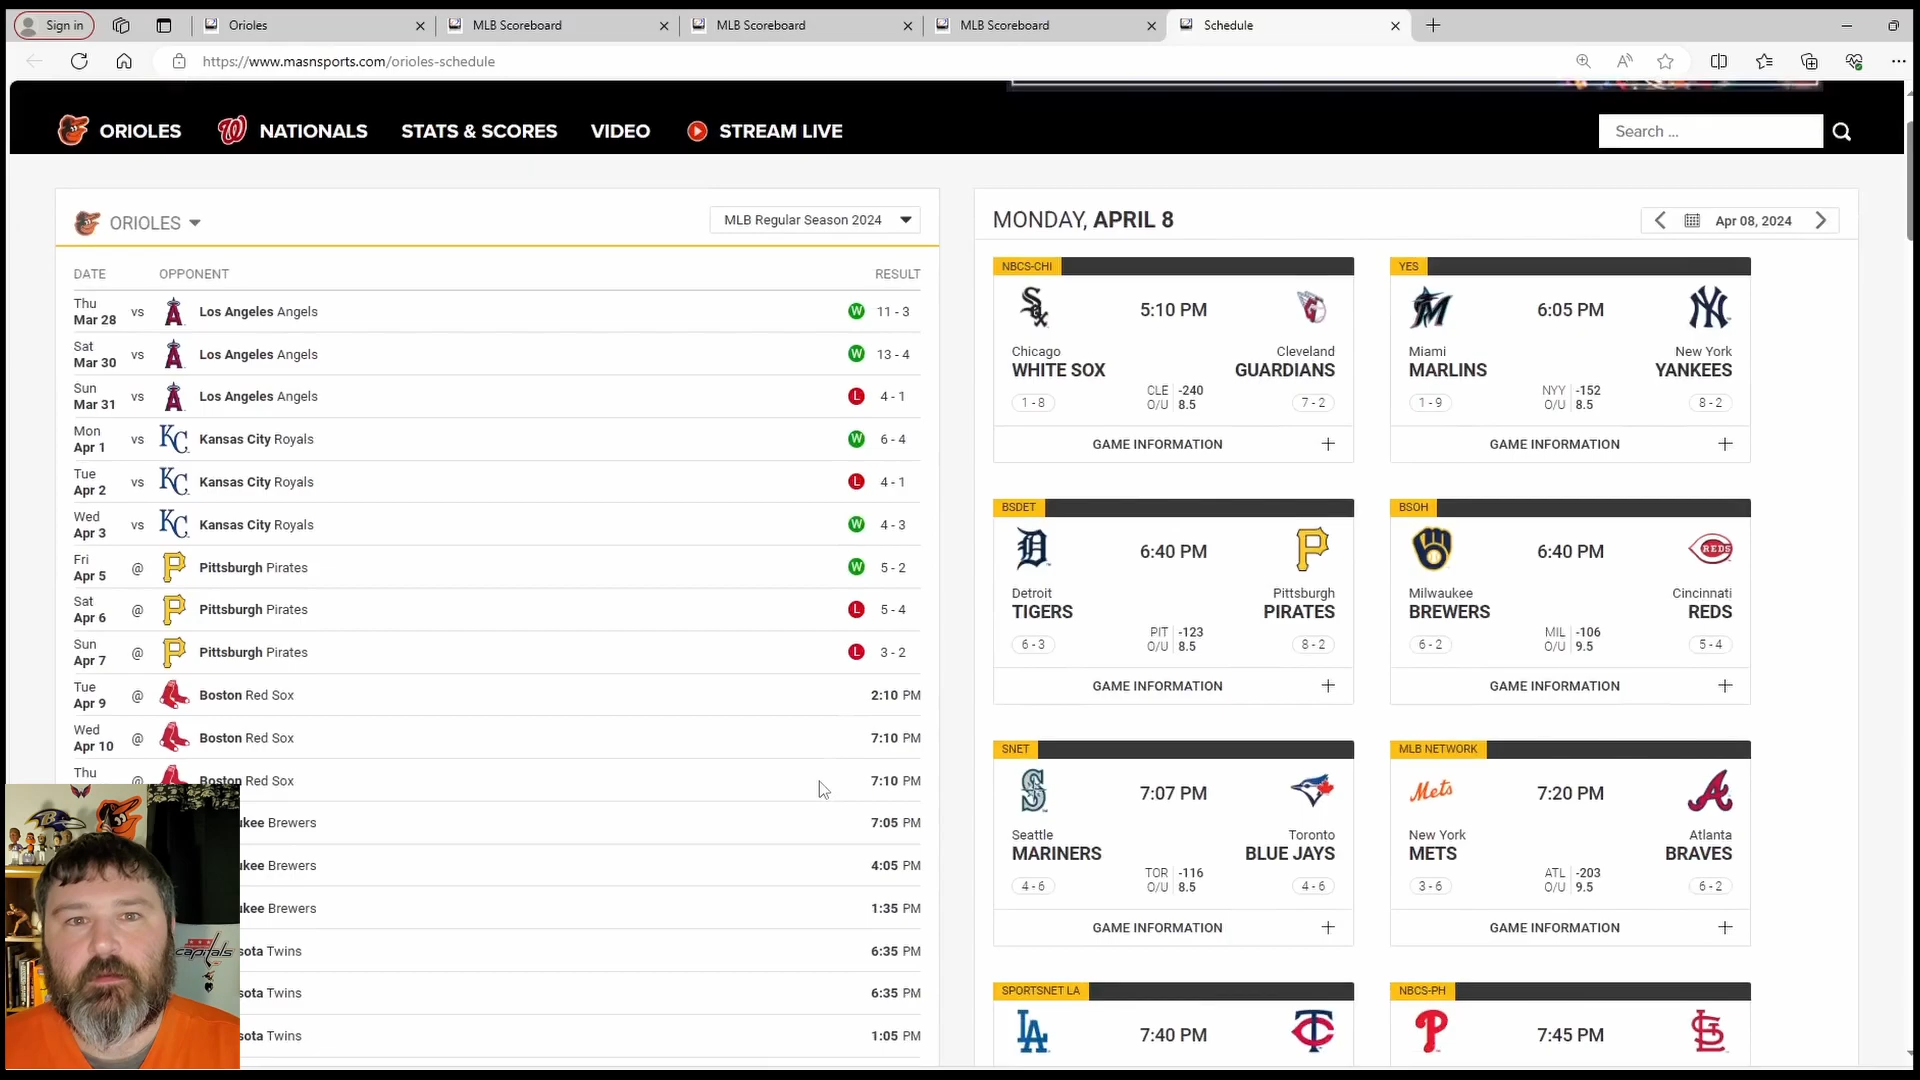 Sign in
Orioles
MLB Scoreboard
MLB Scoreboard
MLB Scoreboard
Schedule
https://www.masnsports.com/orioles-schedule
ORIOLES
NATIONALS
STATS & SCORES
VIDEO
STREAM LIVE
Search ...
ORIOLES
MLB Regular Season 2024
DATE OPPONENT RESULT
Thu
Mar 28 vs Los Angeles Angels W 11 - 3
Sat
Mar 30 vs Los Angeles Angels W 13 - 4
Sun
Mar 31 vs Los Angeles Angels L 4 - 1
Mon
Apr 1 vs KC Kansas City Royals W 6 - 4
Tue
Apr 2 vs KC Kansas City Royals L 4 - 1
Wed
Apr 3 vs KC Kansas City Royals W 4 - 3
Fri
Apr 5 @ P Pittsburgh Pirates W 5 - 2
Sat
Apr 6 @ P Pittsburgh Pirates L 5 - 4
Sun
Apr 7 @ P Pittsburgh Pirates L 3 - 2
Tue
Apr 9 @ Boston Red Sox 2:10 PM
Wed
Apr 10 @ Boston Red Sox 7:10 PM
Thu
@ Boston Red Sox 7:10 PM
ukee Brewers 7:05 PM
ukee Brewers 4:05 PM
ukee Brewers 1:35 PM
sota Twins 6:35 PM
sota Twins 6:35 PM
sota Twins 1:05 PM
capitals
MONDAY, APRIL 8
Apr 08, 2024
NBCS-CHI
Sox 5:10 PM
Chicago Cleveland
WHITE SOX GUARDIANS
CLE -240
O/U 8.5
1 - 8 7 - 2
GAME INFORMATION +
YES
M 6:05 PM NY
Miami New York
MARLINS YANKEES
NYY -152
O/U 8.5
1 - 9 8 - 2
GAME INFORMATION +
BSDET
D 6:40 PM P
Detroit Pittsburgh
TIGERS PIRATES
PIT -123
O/U 8.5
6 - 3 8 - 2
GAME INFORMATION +
BSOH
6:40 PM REDS
Milwaukee Cincinnati
BREWERS REDS
MIL -106
O/U 9.5
6 - 2 5 - 4
GAME INFORMATION +
SNET
S 7:07 PM
Seattle Toronto
MARINERS BLUE JAYS
TOR -116
O/U 8.5
4 - 6 4 - 6
GAME INFORMATION +
MLB NETWORK
Mets 7:20 PM A
New York Atlanta
METS BRAVES
ATL -203
O/U 9.5
3 - 6 6 - 2
GAME INFORMATION +
SPORTSNET LA
LA 7:40 PM TC
NBCS-PH
P 7:45 PM STL